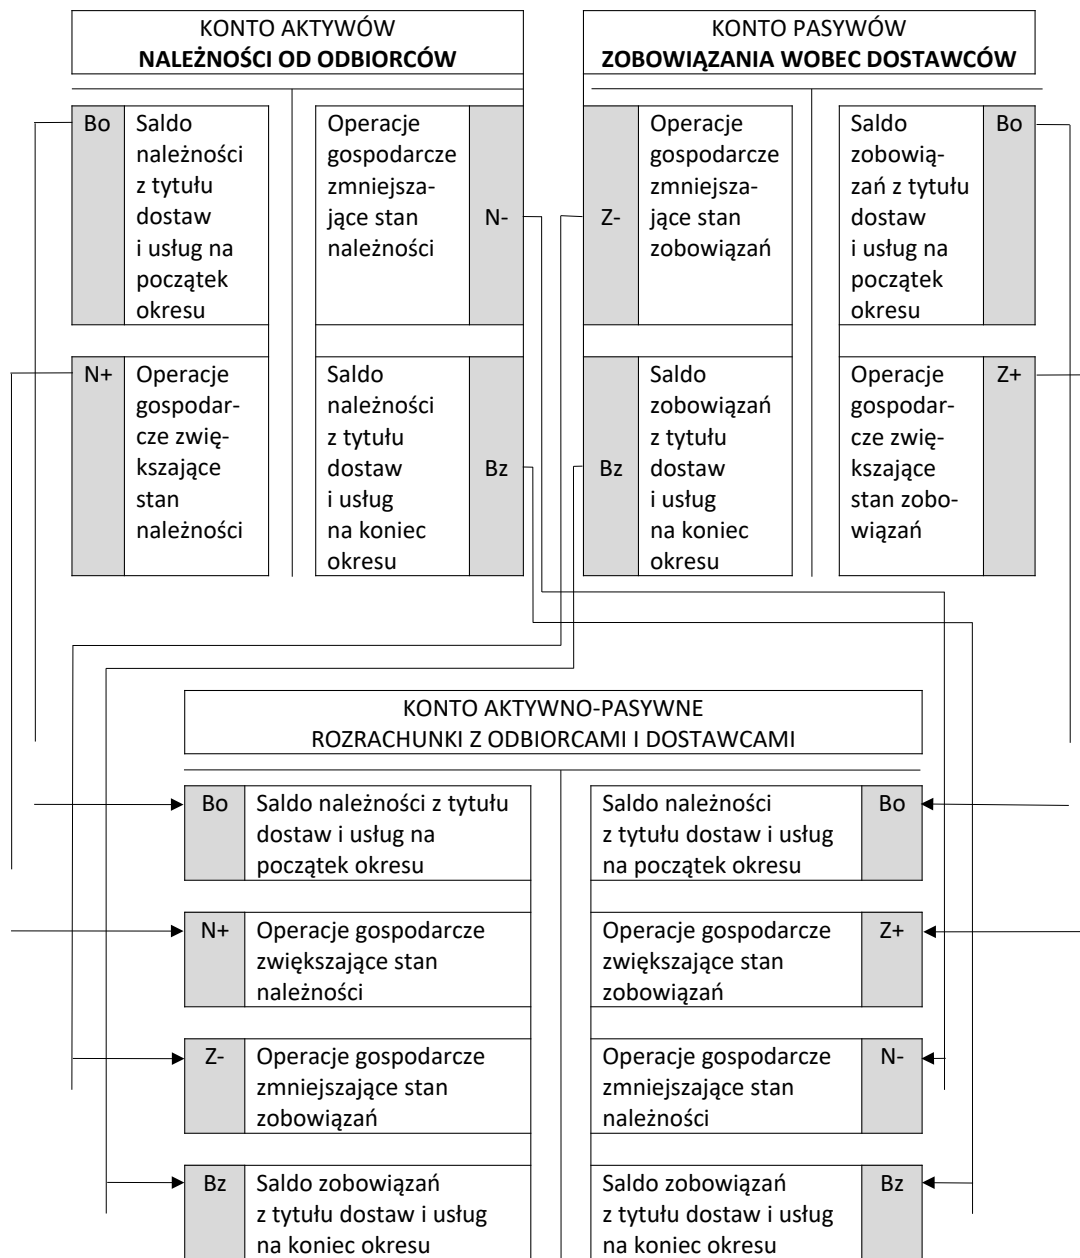 KONTO AKTYWÓW
NALEŻNOŚCI OD ODBIORCÓW
KONTO PASYWÓW
ZOBOWIĄZANIA WOBEC DOSTAWCÓW
Bo
Saldo
należności
z tytułu
dostaw
i usług na
początek
okresu
Operacje
gospodarcze
zmniejsza-
jące stan
należności
N-
Z-
Operacje
gospodarcze
zmniejsza-
jące stan
zobowiązań
Saldo
zobowią-
zań z tytułu
dostaw
i usług na
początek
okresu
Bo
N+
Operacje
gospodar-
cze zwię-
kszające
stan
należności
Saldo
należności
z tytułu
dostaw
i usług
na koniec
okresu
Bz
Bz
Saldo
zobowiązań
z tytułu
dostaw
i usług
na koniec
okresu
Operacje
gospodar-
cze zwię-
kszające
stan zobo-
wiązań
Z+
KONTO AKTYWNO-PASYWNE
ROZRACHUNKI Z ODBIORCAMI I DOSTAWCAMI
Bo
Saldo należności z tytułu
dostaw i usług na
początek okresu
Saldo należności
z tytułu dostaw i usług
na początek okresu
Bo
N+
Operacje gospodarcze
zwiększające stan
należności
Operacje gospodarcze
zwiększające stan
zobowiązań
Z+
Z-
Operacje gospodarcze
zmniejszające stan
zobowiązań
Operacje gospodarcze
zmniejszające stan
należności
N-
Bz
Saldo zobowiązań
z tytułu dostaw i usług
na koniec okresu
Saldo zobowiązań
z tytułu dostaw i usług
na koniec okresu
Bz